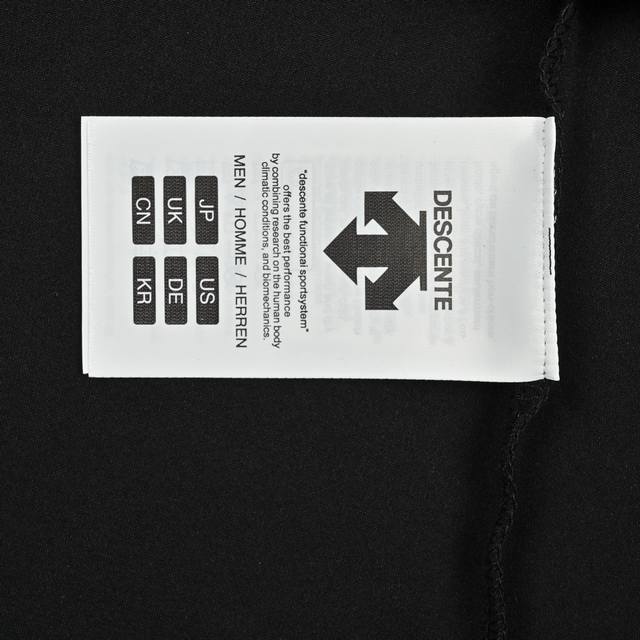 DESCENTE
"descente functional sportsystem"
offers the best performance
by combining research on the human body
climatic conditions, and biomechanics.
MEN / HOMME / HERREN
JP US
UK DE
CN KR